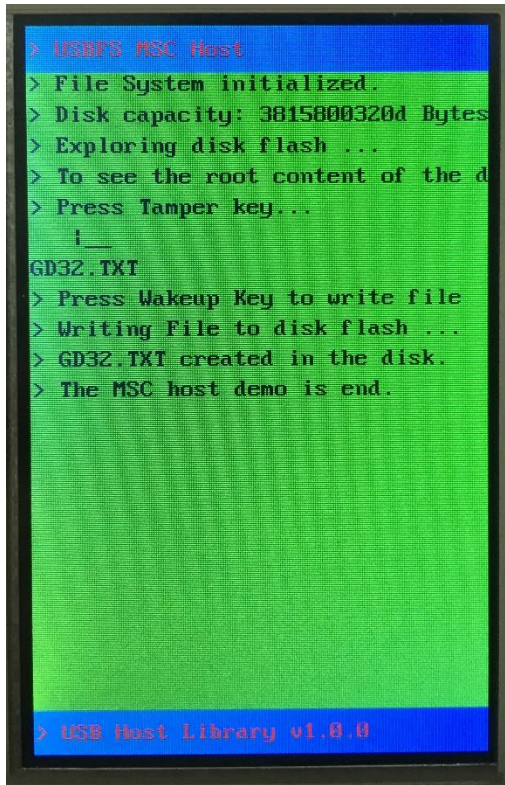 > USBFS MSC Host
> File System initialized.
> Disk capacity: 3815800320d Bytes
> Exploring disk flash ...
> To see the root content of the d
> Press Tamper key...
|__
GD32.TXT
> Press Wakeup Key to write file
> Writing File to disk flash ...
> GD32.TXT created in the disk.
> The MSC host demo is end.
> USB Host Library v1.0.0